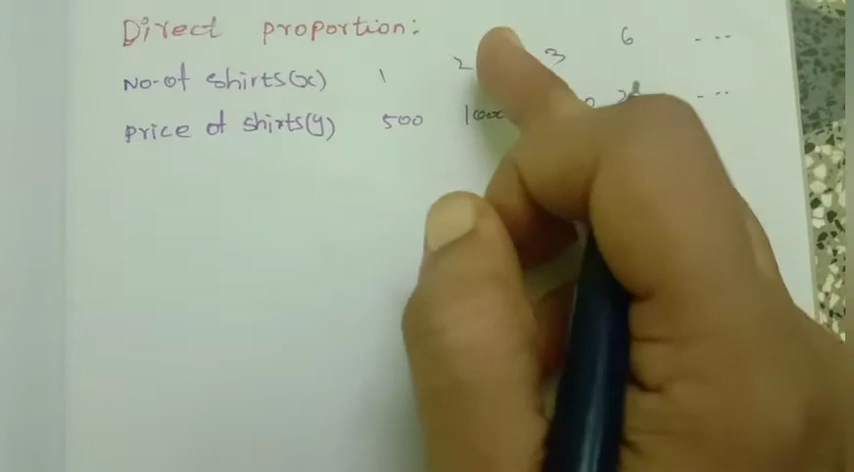 Direct proportion:
No. of shirts(x) 1 2 3 6 ....
price of shirts(y) 500 ...